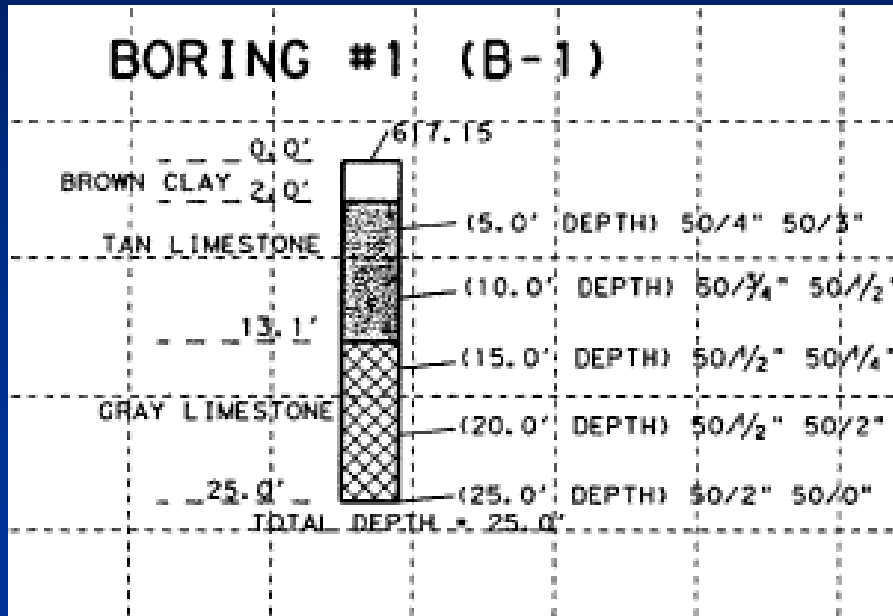 BORING #1 (B-1)
617.15
0.0'
BROWN CLAY 2.0'
(5.0' DEPTH) 50/4" 50/3"
TAN LIMESTONE
(10.0' DEPTH) 50/¾" 50/½"
13.1'
(15.0' DEPTH) 50/½" 50/¼"
GRAY LIMESTONE
(20.0' DEPTH) 50/½" 50/2"
25.0'
(25.0' DEPTH) 50/2" 50/0"
TOTAL DEPTH = 25.0'